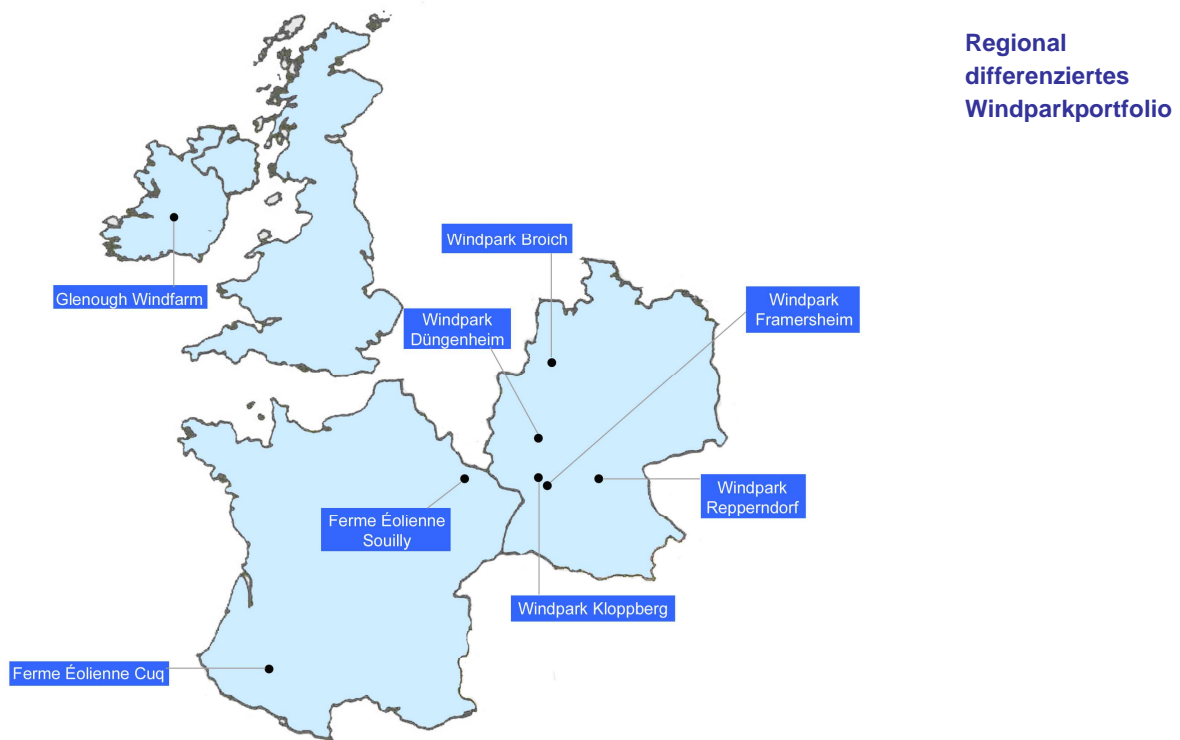 Regional
differenziertes
Windparkportfolio
Windpark Broich
Glenough Windfarm
Windpark
Düngenheim
Windpark
Framersheim
Windpark
Repperndorf
Ferme Éolienne
Souilly
Windpark Kloppberg
Ferme Éolienne Cuq